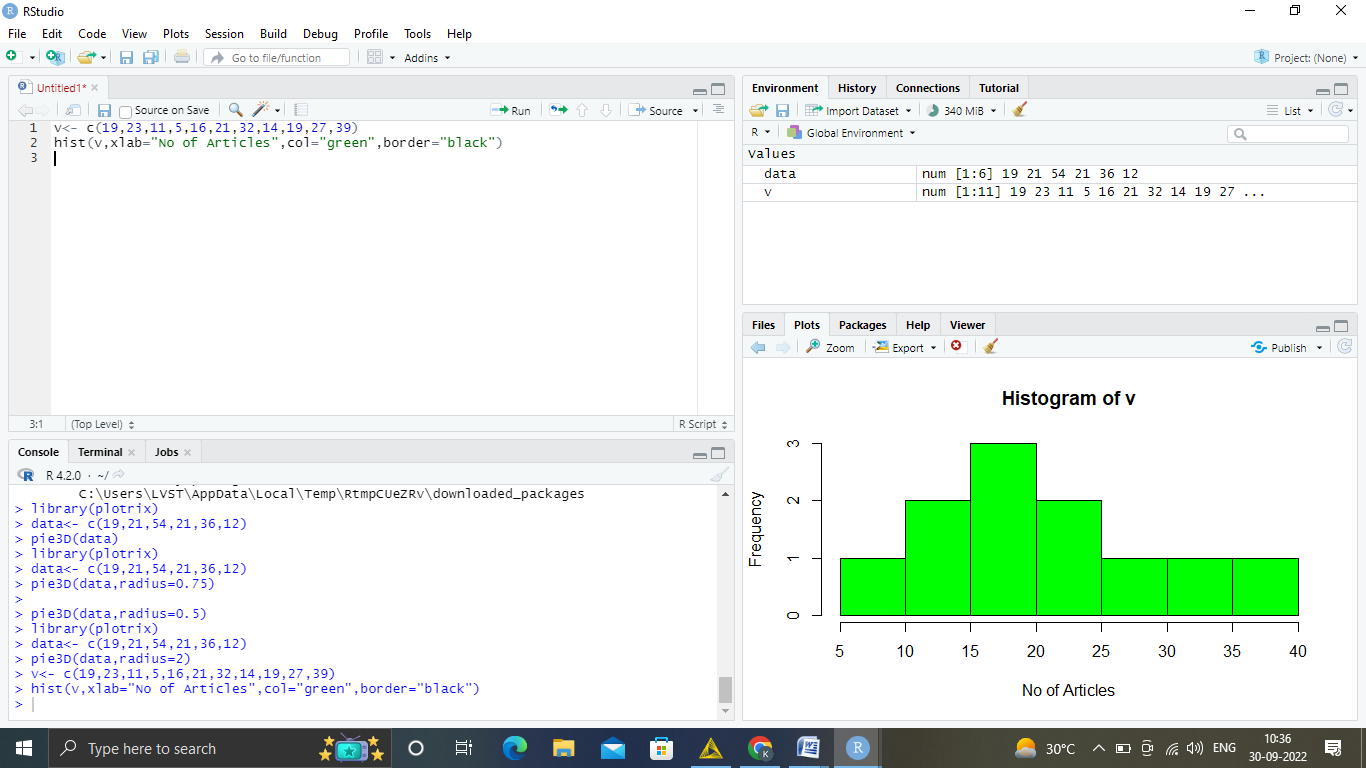 RStudio
File Edit Code View Plots Session Build Debug Profile Tools Help
Go to file/function Addins Project: (None)
Untitled1*
Source on Save Run Source
1 v<- c(19,23,11,5,16,21,32,14,19,27,39)
2 hist(v,xlab="No of Articles",col="green",border="black")
3
3:1 (Top Level) R Script
Console Terminal Jobs
R 4.2.0 · ~/
C:\Users\LVST\AppData\Local\Temp\RtmpCUeZRv\downloaded_packages
> library(plotrix)
> data<- c(19,21,54,21,36,12)
> pie3D(data)
> library(plotrix)
> data<- c(19,21,54,21,36,12)
> pie3D(data,radius=0.75)
>
> pie3D(data,radius=0.5)
> library(plotrix)
> data<- c(19,21,54,21,36,12)
> pie3D(data,radius=2)
> v<- c(19,23,11,5,16,21,32,14,19,27,39)
> hist(v,xlab="No of Articles",col="green",border="black")
>
Environment History Connections Tutorial
Import Dataset 340 MiB List
R Global Environment
Values
data num [1:6] 19 21 54 21 36 12
v num [1:11] 19 23 11 5 16 21 32 14 19 27 ...
Files Plots Packages Help Viewer
Zoom Export Publish
Histogram of v
Frequency
3
2
1
0
5 10 15 20 25 30 35 40
No of Articles
Type here to search
30°C ENG 10:36
30-09-2022